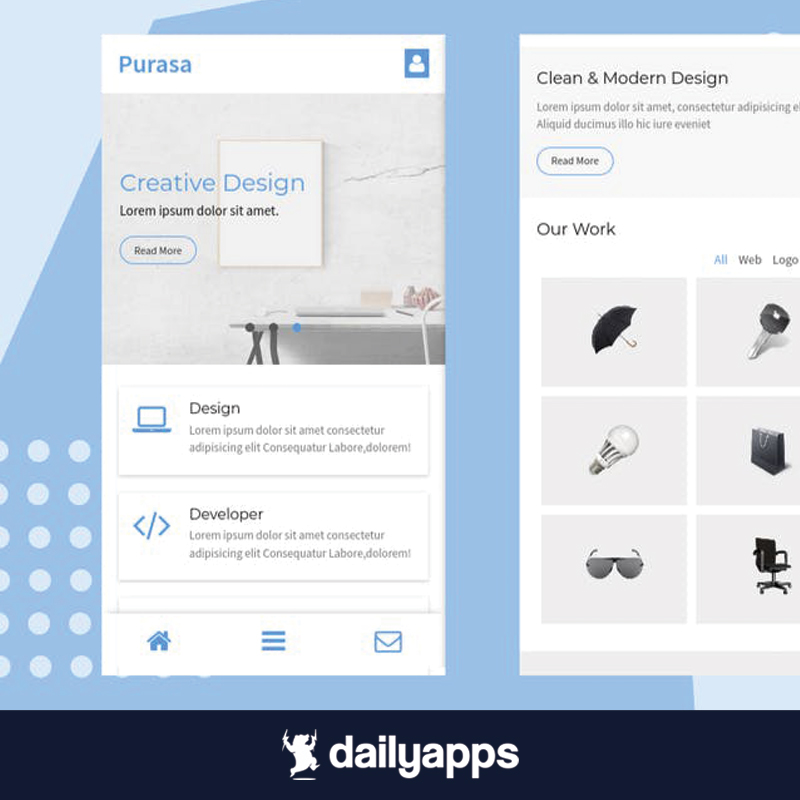 Purasa
Creative Design
Lorem ipsum dolor sit amet.
Read More
Design
Lorem ipsum dolor sit amet consectetur
adipisicing elit Consequatur Labore,dolorem!
Developer
Lorem ipsum dolor sit amet consectetur
adipisicing elit Consequatur Labore,dolorem!
Clean & Modern Design
Lorem ipsum dolor sit amet, consectetur adipisicing
Aliquid ducimus illo hic iure eveniet
Read More
Our Work
All Web Logo
dailyapps